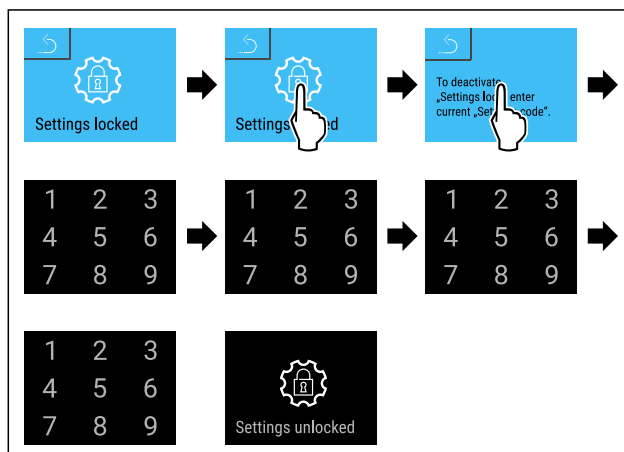 Settings locked
Settings
To deactivate
„Settings enter
current code".
1 2 3
4 5 6
7 8 9
1 2 3
4 5 6
7 8 9
1 2 3
4 5 6
7 8 9
1 2 3
4 5 6
7 8 9
Settings unlocked